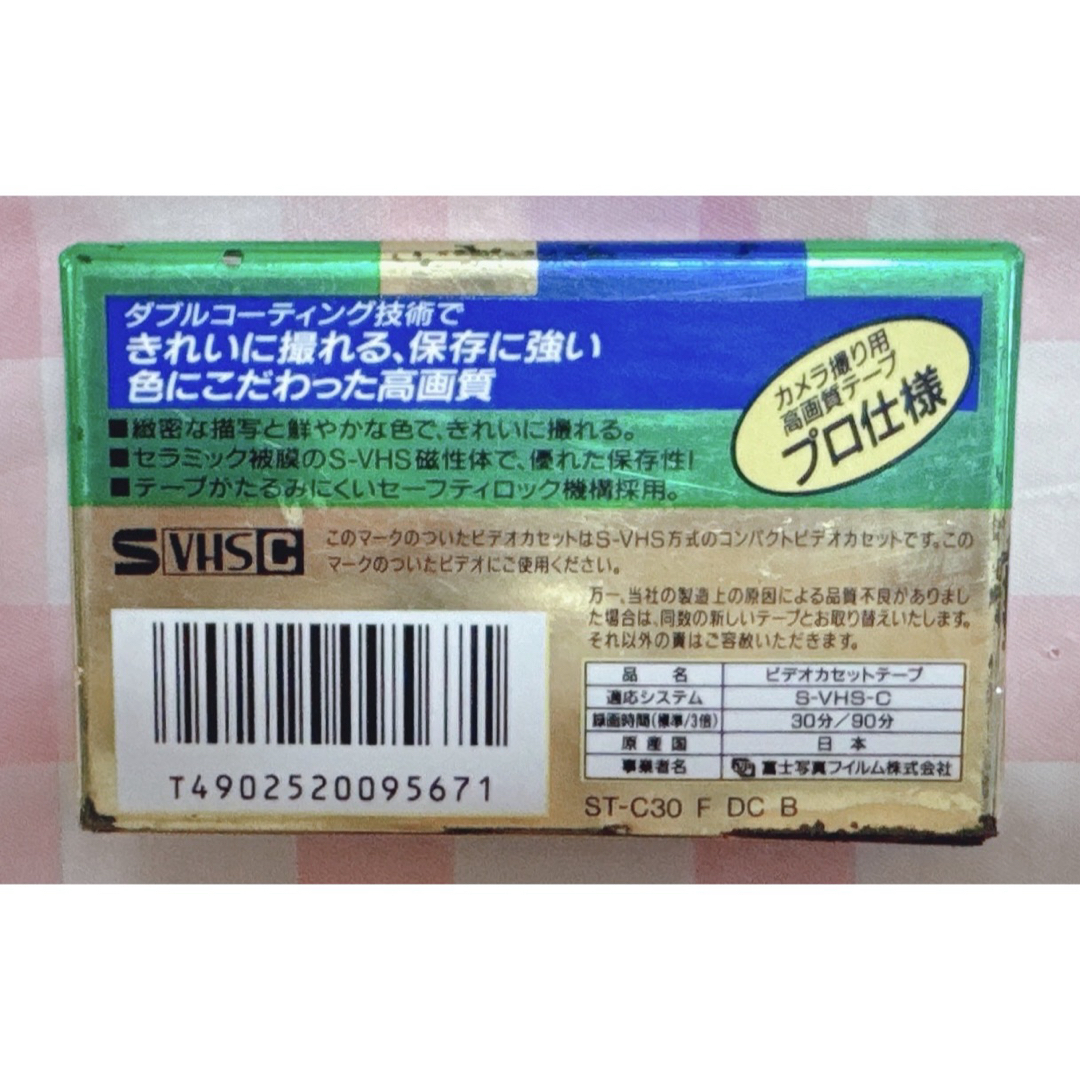 ダブルコーティング技術で
きれいに撮れる、保存に強い
色にこだわった高画質
カメラ撮り用
高画質テープ
プロ仕様
■緻密な描写と鮮やかな色で、きれいに撮れる。
■セラミック被膜のS-VHS磁性体で、優れた保存性!
■テープがたるみにくいセーフティロック機構採用。
S VHS C
このマークのついたビデオカセットはS-VHS方式のコンパクトビデオカセットです。この
マークのついたビデオにご使用ください。
万一、当社の製造上の原因による品質不良がありまし
た場合は、同数の新しいテープとお取り替えいたします。
それ以外の責はご容赦いただきます。
品名 ビデオカセットテープ
適応システム S-VHS-C
録画時間(標準/3倍) 30分/90分
原産国 日本
事業者名 富士写真フイルム株式会社
T4902520095671
ST-C30 F DC B